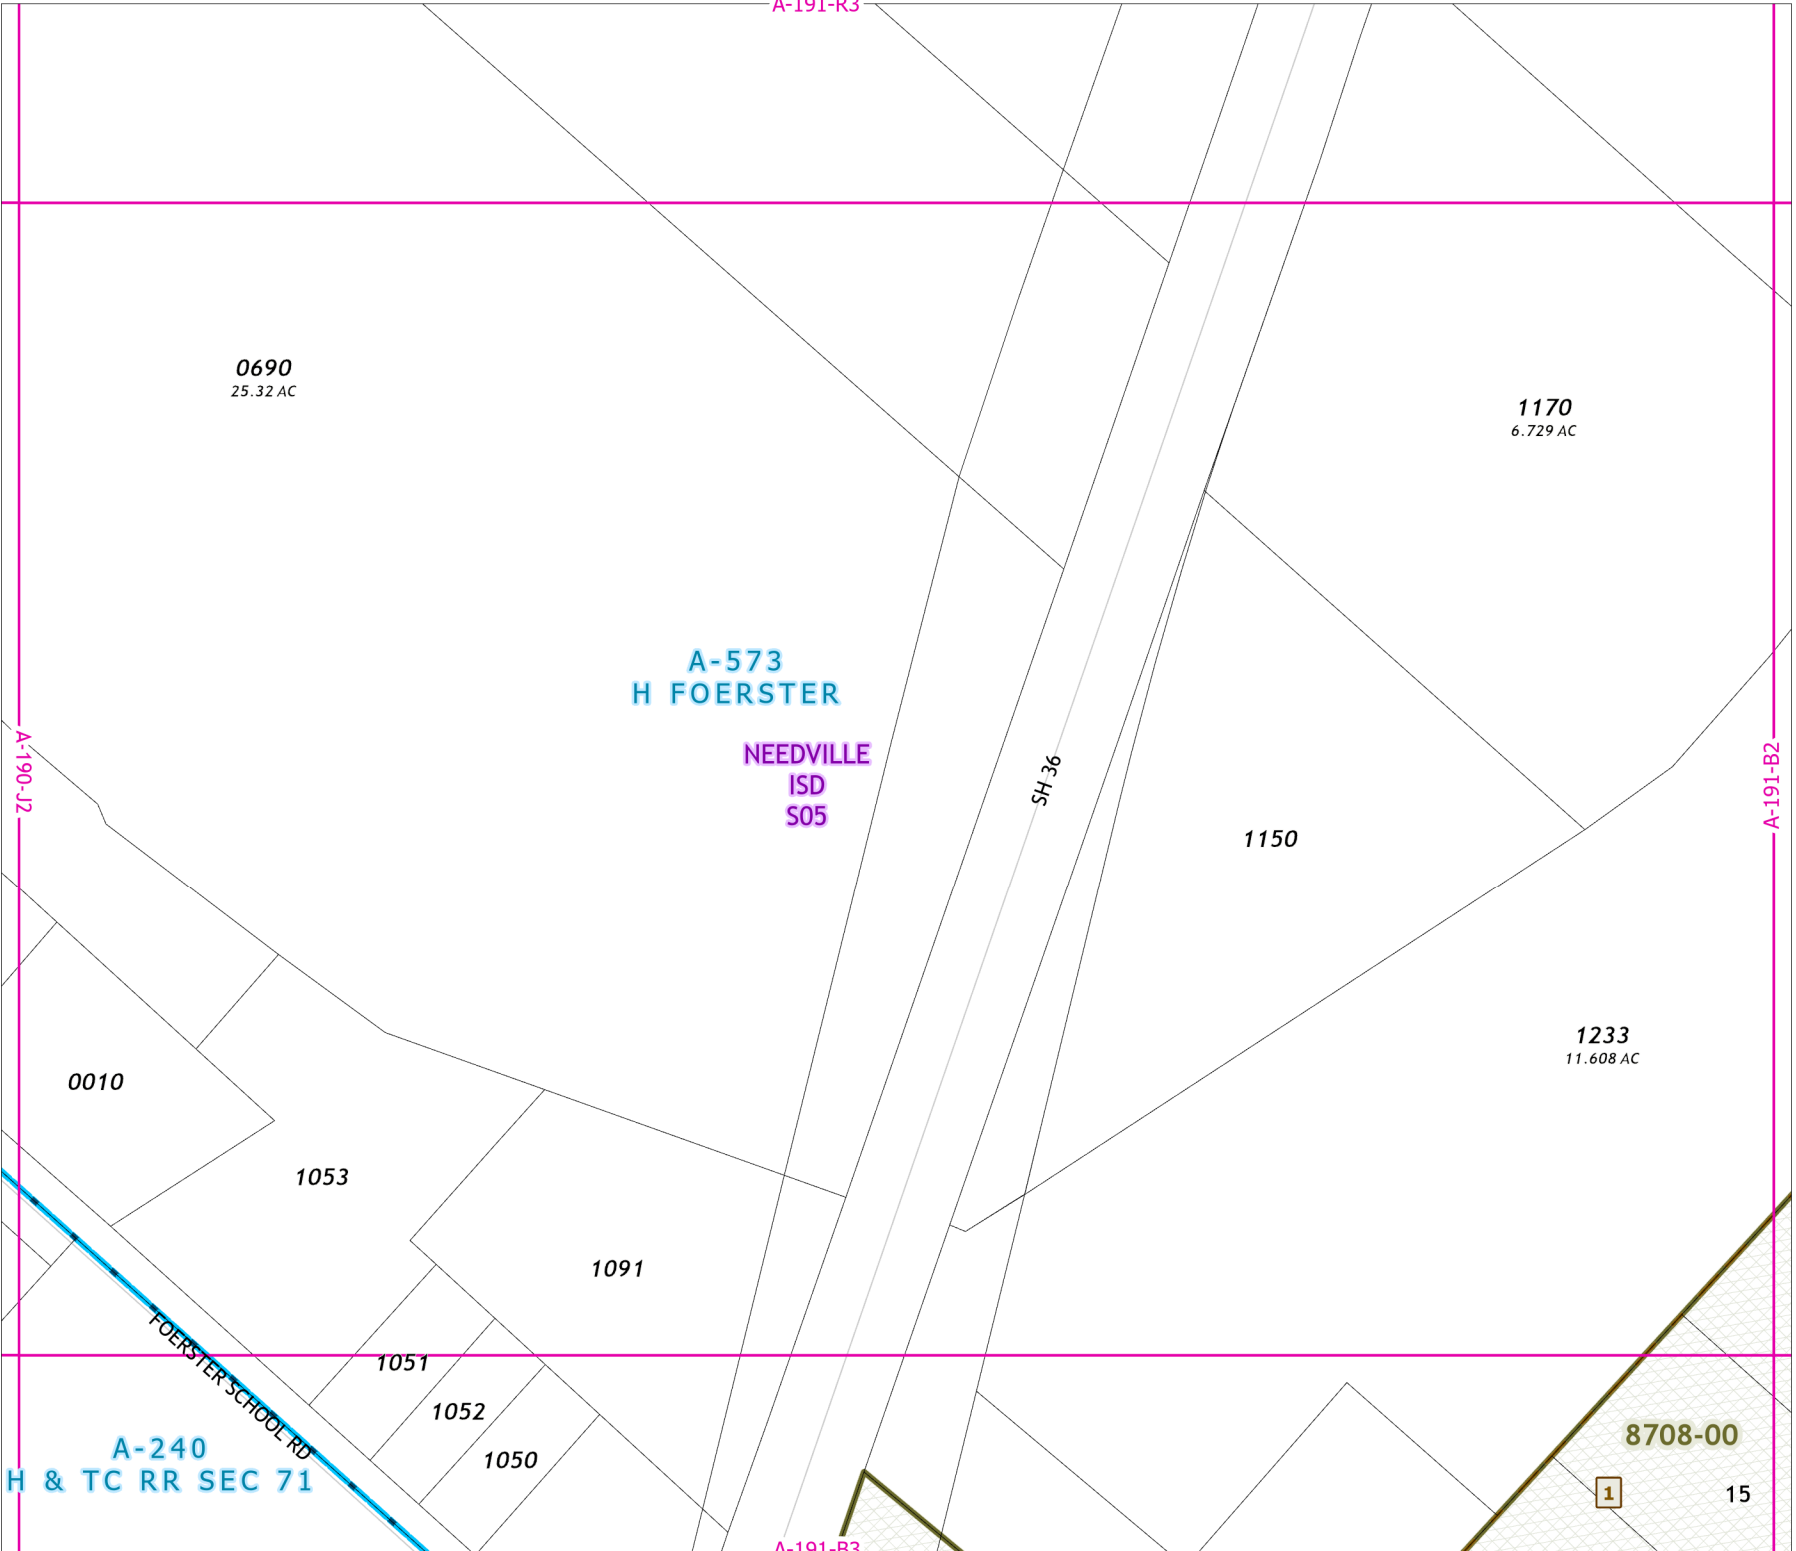 A-191-R3
0690
25.32 AC
1170
6.729 AC
A-573
H FOERSTER
NEEDVILLE
ISD
S05
SH 36
A-190-J2
A-191-B2
1150
1233
11.608 AC
0010
1053
1091
FOERSTER SCHOOL RD
1051
1052
1050
A-240
H & TC RR SEC 71
8708-00
1
15
A-191-B3